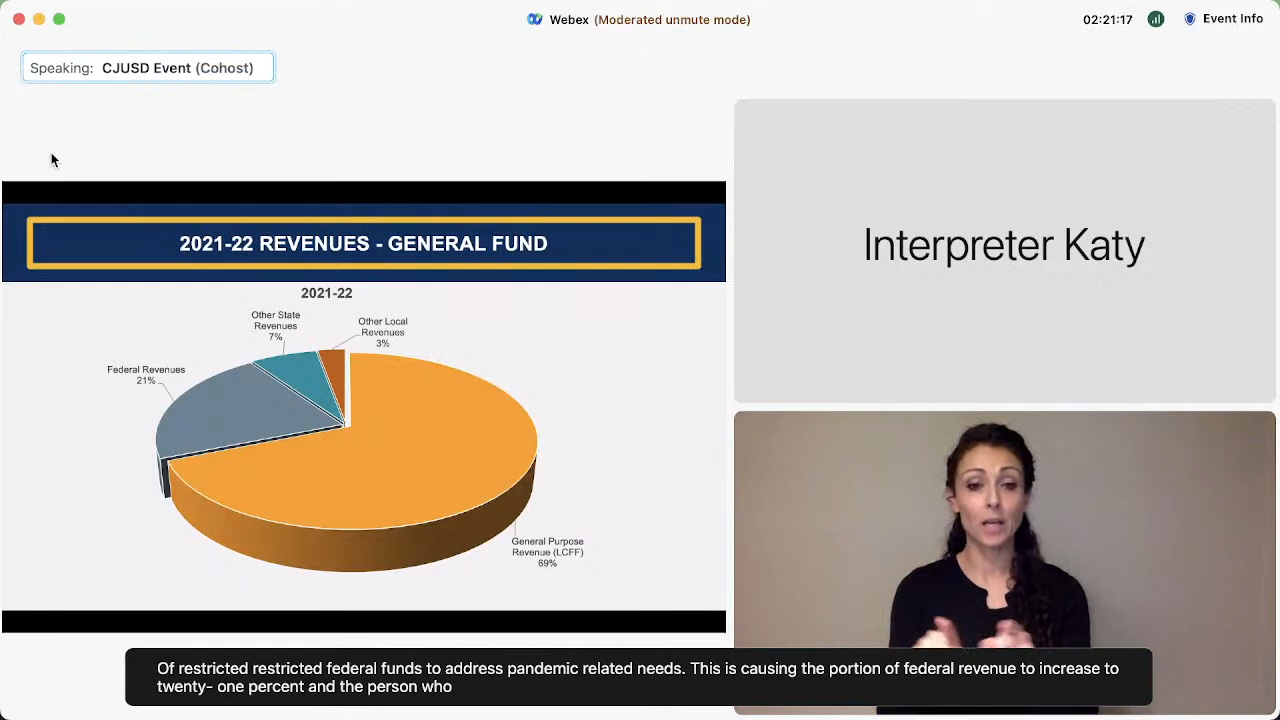 Webex (Moderated unmute mode)
02:21:17
Event Info
Speaking: CJUSD Event (Cohost)
2021-22 REVENUES - GENERAL FUND
2021-22
Other State
Revenues
7%
Other Local
Revenues
3%
Federal Revenues
21%
General Purpose
Revenue (LCFF)
69%
Interpreter Katy
Of restricted restricted federal funds to address pandemic related needs. This is causing the portion of federal revenue to increase to
twenty- one percent and the person who